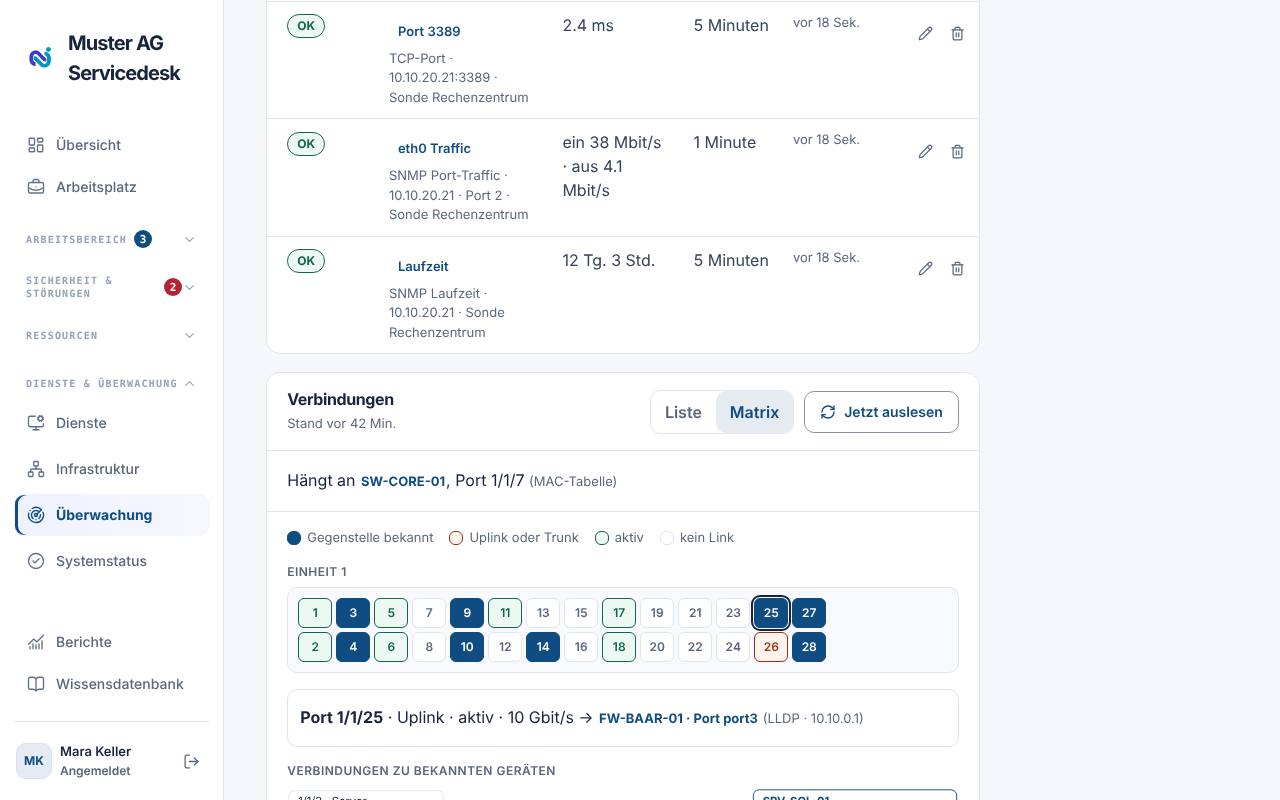 Muster AG
Servicedesk
Übersicht
Arbeitsplatz
ARBEITSBEREICH 3
SICHERHEIT &
STÖRUNGEN 2
RESSOURCEN
DIENSTE & ÜBERWACHUNG
Dienste
Infrastruktur
Überwachung
Systemstatus
Berichte
Wissensdatenbank
MK Mara Keller
Angemeldet
OK Port 3389 2.4 ms 5 Minuten vor 18 Sek.
TCP-Port ·
10.10.20.21:3389 ·
Sonde Rechenzentrum
OK eth0 Traffic ein 38 Mbit/s 1 Minute vor 18 Sek.
· aus 4.1
Mbit/s
SNMP Port-Traffic ·
10.10.20.21 · Port 2 ·
Sonde Rechenzentrum
OK Laufzeit 12 Tg. 3 Std. 5 Minuten vor 18 Sek.
SNMP Laufzeit ·
10.10.20.21 · Sonde
Rechenzentrum
Verbindungen
Stand vor 42 Min.
Liste Matrix Jetzt auslesen
Hängt an SW-CORE-01, Port 1/1/7 (MAC-Tabelle)
Gegenstelle bekannt Uplink oder Trunk aktiv kein Link
EINHEIT 1
1 3 5 7 9 11 13 15 17 19 21 23 25 27
2 4 6 8 10 12 14 16 18 20 22 24 26 28
Port 1/1/25 · Uplink · aktiv · 10 Gbit/s → FW-BAAR-01 · Port port3 (LLDP · 10.10.0.1)
VERBINDUNGEN ZU BEKANNTEN GERÄTEN